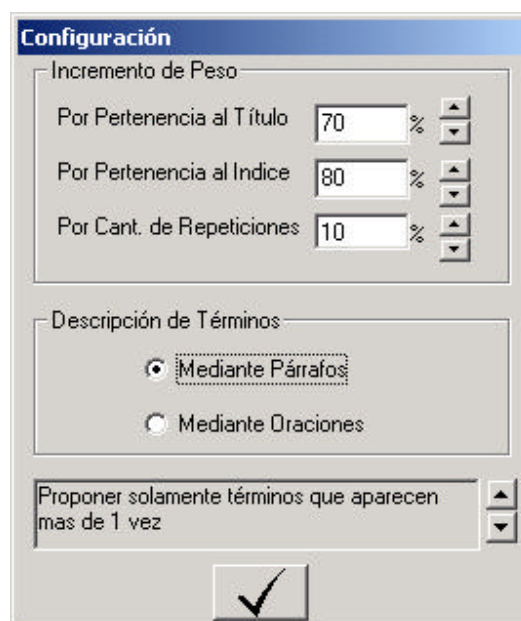 Configuración
Incremento de Peso
Por Pertenencia al Título 70 %
Por Pertenencia al Indice 80 %
Por Cant. de Repeticiones 10 %
Descripción de Términos
Mediante Párrafos
Mediante Oraciones
Proponer solamente términos que aparecen
mas de 1 vez